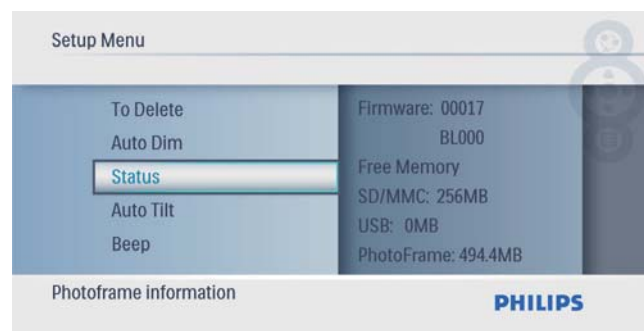 Setup Menu
To Delete
Auto Dim
Status
Auto Tilt
Beep
Firmware: 00017
BL000
Free Memory
SD/MMC: 256MB
USB: 0MB
PhotoFrame: 494.4MB
Photoframe information
PHILIPS